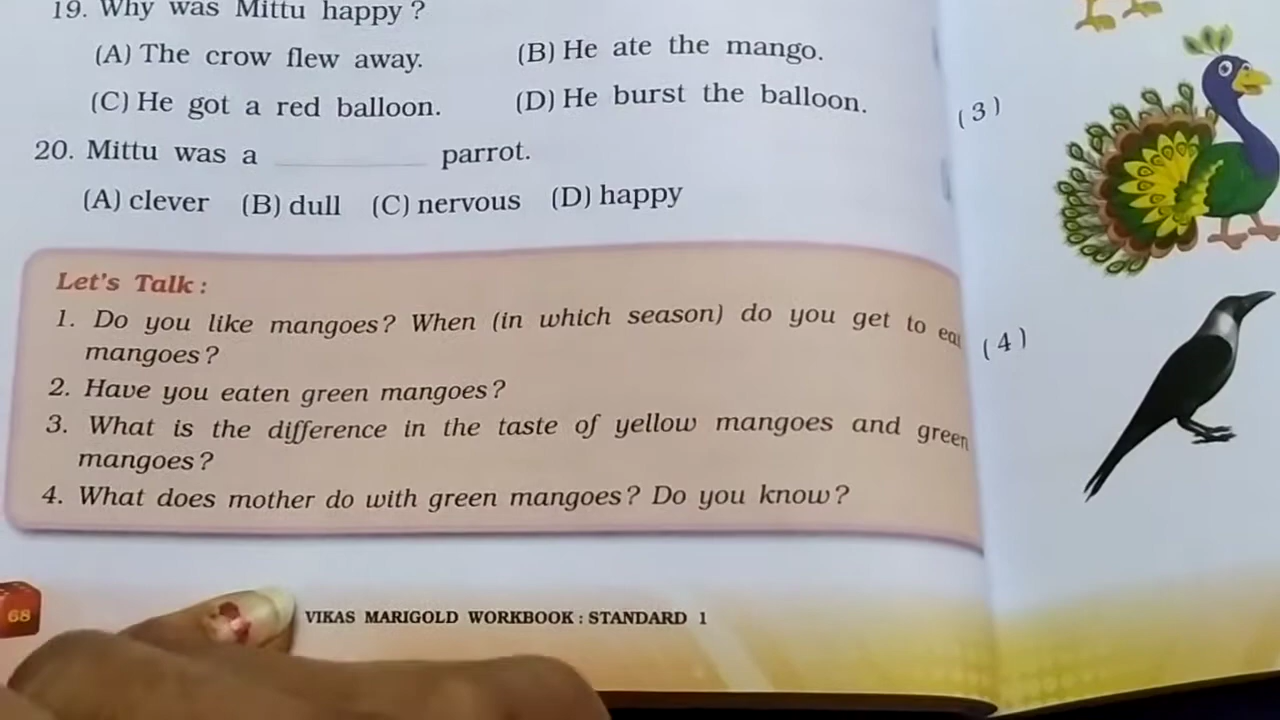 19. Why was Mittu happy ?
(A) The crow flew away. (B) He ate the mango.
(C) He got a red balloon. (D) He burst the balloon.
20. Mittu was a ____________ parrot.
(A) clever (B) dull (C) nervous (D) happy
Let's Talk :
1. Do you like mangoes? When (in which season) do you get to
mangoes?
2. Have you eaten green mangoes?
3. What is the difference in the taste of yellow mangoes and green
mangoes?
4. What does mother do with green mangoes? Do you know?
68
VIKAS MARIGOLD WORKBOOK : STANDARD 1
(3)
(4)